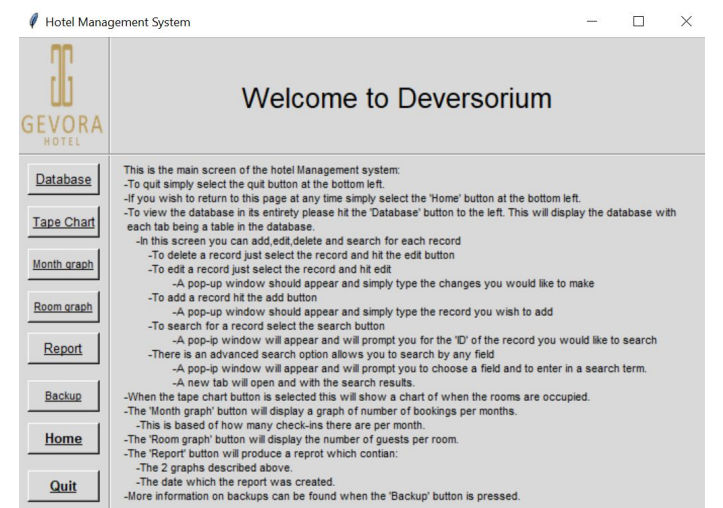 Hotel Management System
GEVORA
HOTEL
Welcome to Deversorium
Database
Tape Chart
Month graph
Room graph
Report
Backup
Home
Quit
This is the main screen of the hotel Management system:
-To quit simply select the quit button at the bottom left.
-If you wish to return to this page at any time simply select the 'Home' button at the bottom left.
-To view the database in its entirety please hit the 'Database' button to the left. This will display the database with
each tab being a table in the database.
-In this screen you can add,edit,delete and search for each record
-To delete a record just select the record and hit the edit button
-To edit a record just select the record and hit edit
-A pop-up window should appear and simply type the changes you would like to make
-To add a record hit the add button
-A pop-up window should appear and simply type the record you wish to add
-To search for a record select the search button
-A pop-ip window will appear and will prompt you for the 'ID' of the record you would like to search
-There is an advanced search option allows you to search by any field
-A pop-ip window will appear and will prompt you to choose a field and to enter in a search term.
-A new tab will open and with the search results.
-When the tape chart button is selected this will show a chart of when the rooms are occupied.
-The 'Month graph' button will display a graph of number of bookings per months.
-This is based of how many check-ins there are per month.
-The 'Room graph' button will display the number of guests per room.
-The 'Report' button will produce a reprot which contian:
-The 2 graphs described above.
-The date which the report was created.
-More information on backups can be found when the 'Backup' button is pressed.